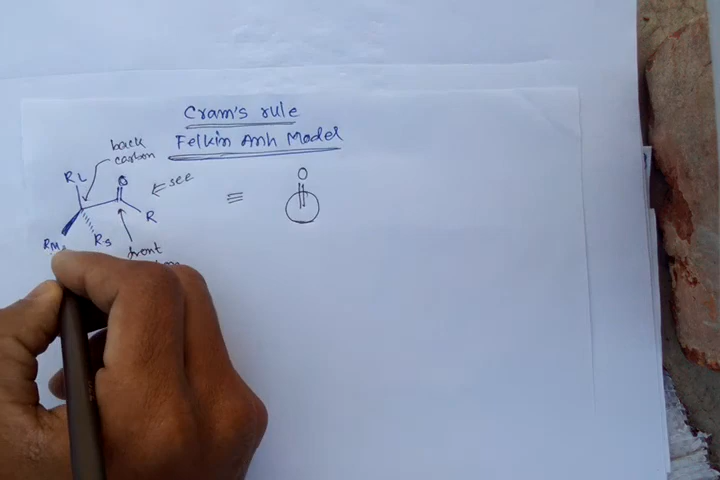 Cram's rule
Felkin Anh Model
back
carbon
RL
O
see
R
RM
RS
front
≡
O